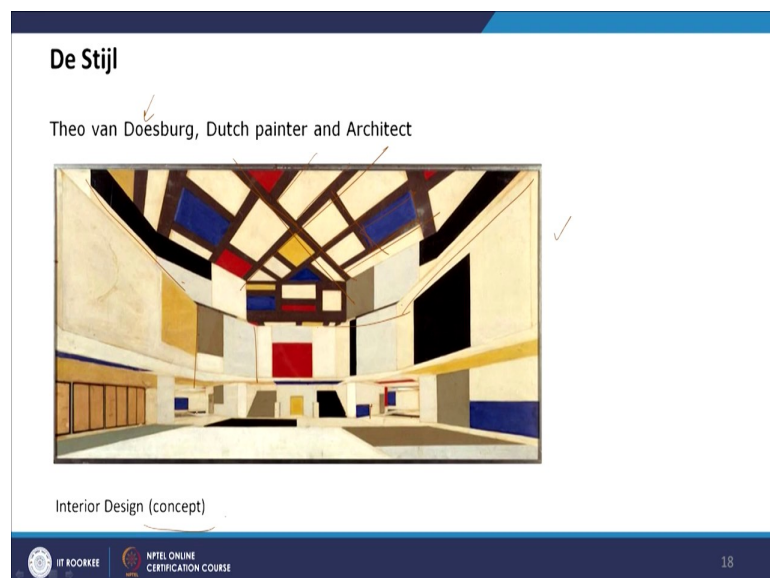 De Stijl
Theo van Doesburg, Dutch painter and Architect
Interior Design (concept)
IIT ROORKEE
NPTEL ONLINE
CERTIFICATION COURSE
18